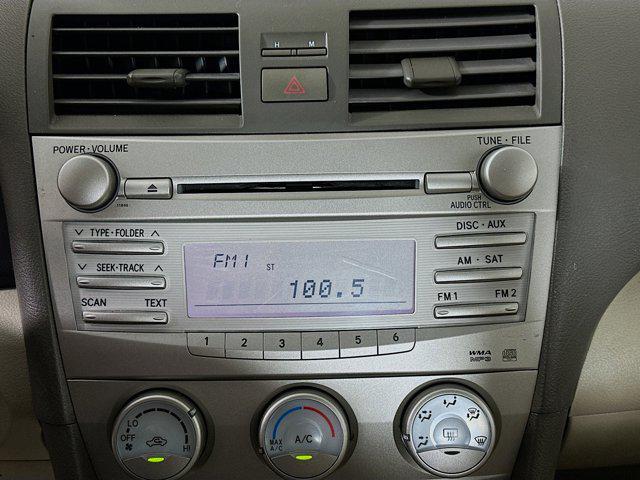 H M
POWER·VOLUME
TUNE·FILE
11848
PUSH
AUDIO CTRL
TYPE·FOLDER
DISC·AUX
FM1 ST
100.5
SEEK·TRACK
AM·SAT
SCAN TEXT
FM1 FM2
1 2 3 4 5 6
WMA
MP3
LO
OFF
HI
MAX
A/C
A/C